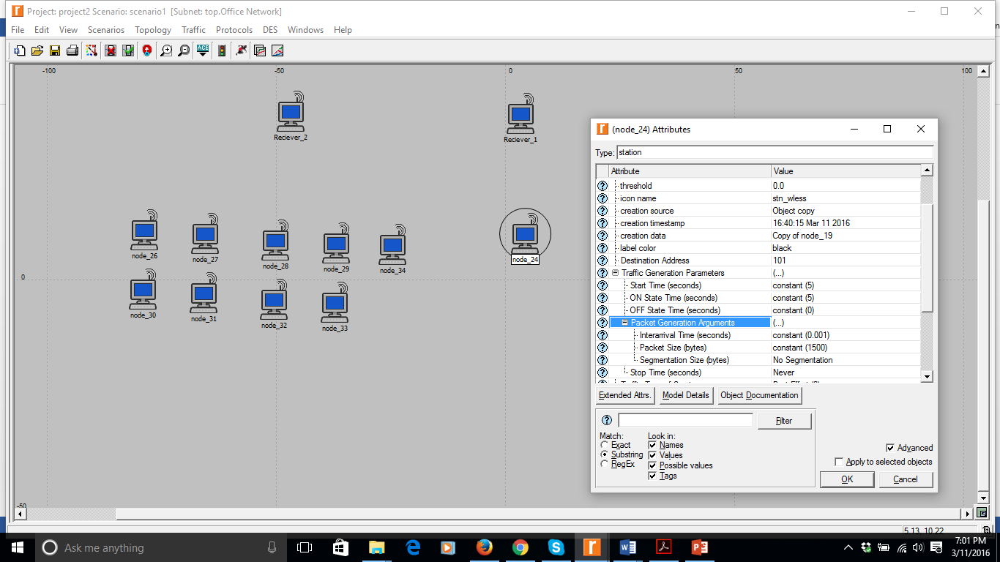 Project: project2 Scenario: scenario1 [Subnet: top.Office Network]
File Edit View Scenarios Topology Traffic Protocols DES Windows Help
ACE
-100 -50 0 50 100
Reciever_2
Reciever_1
node_26
node_27
node_28
node_29
node_34
node_24
0
node_30
node_31
node_32
node_33
-50
(node_24) Attributes
Type: station
Attribute Value
threshold 0.0
icon name stn_wless
creation source Object copy
creation timestamp 16:40:15 Mar 11 2016
creation data Copy of node_19
label color black
Destination Address 101
Traffic Generation Parameters (...)
Start Time (seconds) constant (5)
ON State Time (seconds) constant (5)
OFF State Time (seconds) constant (0)
Packet Generation Arguments (...)
Interarrival Time (seconds) constant (0.001)
Packet Size (bytes) constant (1500)
Segmentation Size (bytes) No Segmentation
Stop Time (seconds) Never
Extended Attrs. Model Details Object Documentation
Filter
Match: Look in:
Exact Names
Substring Values
RegEx Possible values
Tags
Advanced
Apply to selected objects
OK Cancel
5.13, 10.22
Ask me anything
7:01 PM
3/11/2016